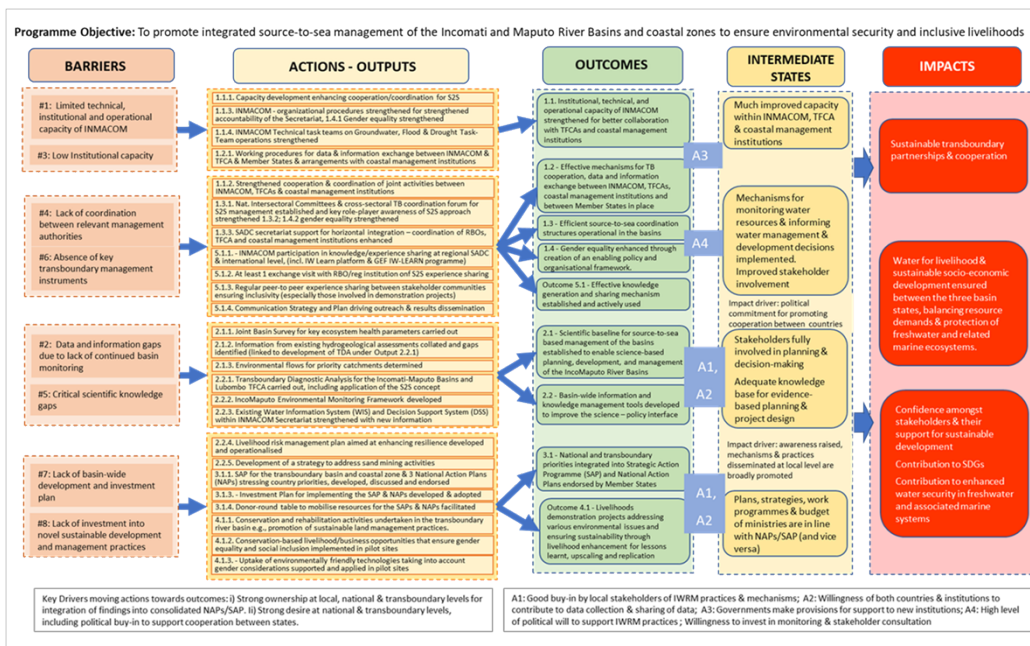 Programme Objective: To promote integrated source-to-sea management of the Incomati and Maputo River Basins and coastal zones to ensure environmental security and inclusive livelihoods
BARRIERS
#1: Limited technical,
institutional and operational
capacity of INMACOM
#3: Low Institutional capacity
#4: Lack of coordination
between relevant management
authorities
#6: Absence of key
transboundary management
instruments
#2: Data and information gaps
due to lack of continued basin
monitoring
#5: Critical scientific knowledge
gaps
#7: Lack of basin-wide
development and investment
plan
#8: Lack of investment into
novel sustainable development
and management practices
ACTIONS - OUTPUTS
1.1.1. Capacity development enhancing cooperation/coordination for S2S
1.1.3. INMACOM - organizational procedures strengthened for strengthened
accountability of the Secretariat, 1.4.1 Gender equality strengthened
1.1.4. INMACOM Technical task teams on Groundwater, Flood & Drought Task-
Team operations strengthened
1.2.1. Working procedures for data & information exchange between INMACOM &
TFCA & Member States & arrangements with coastal institutions
1.1.2. Strengthened cooperation & coordination of joint activities between
INMACOM, TFCAs & coastal management institutions
1.3.1. Nat. Intersectoral Committees & cross-sectoral TB coordination forum for
S2S management established and key role-player awareness of S2S approach
strengthened 1.3.2; 1.4.2 gender equality strengthened
1.3.3. SADC secretariat support for horizontal integration – coordination of RBOs,
TFCA and coastal management institutions enhanced
5.1.1. - INMACOM participation in knowledge/experience sharing at regional SADC
& international level, (incl. IW Learn platform & GEF IW-LEARN programme)
5.1.2. At least 1 exchange visit with RBO/reg institution onf S2S experience sharing
5.1.3. Regular peer-to peer experience sharing between stakeholder communities
ensuring inclusivity (especially those involved in demonstration projects)
5.1.4. Communication Strategy and Plan driving outreach & results dissemination
2.1.1. Joint Basin Survey for key ecosystem health parameters carried out
2.1.2. Information from existing hydrogeological assessments collated and gaps
identified (linked to development of TDA under Output 2.2.1)
2.1.3. Environmental flows for priority catchments determined
2.2.1. Transboundary Diagnostic Analysis for the Incomati-Maputo Basins and
Lubombo TFCA carried out, including application of the S2S concept
2.2.2. IncoMaputo Environmental Monitoring Framework developed
2.2.3. Existing Water Information System (WIS) and Decision Support System (DSS)
within INMACOM Secretariat strengthened with new information
2.2.4. Livelihood risk management plan aimed at enhancing resilience developed
and operationalised
2.2.5. Development of a strategy to address sand mining activities
3.1.1. SAP for the transboundary basin and coastal zone & 3 National Action Plans
(NAPs) stressing country priorities, developed, discussed and endorsed
3.1.3. - Investment Plan for implementing the SAP & NAPs developed & adopted
3.1.4. Donor-round table to mobilise resources for the SAPs & NAPs facilitated
4.1.1. Conservation and rehabilitation activities undertaken in the transboundary
river basin e.g., promotion of sustainable land management practices.
4.1.2. Conservation-based livelihood/business opportunities that ensure gender
equality and social inclusion implemented in pilot sites
4.1.3. - Uptake of environmentally friendly technologies taking into account
gender considerations supported and applied in pilot sites
OUTCOMES
1.1. Institutional, technical, and
operational capacity of INMACOM
strengthened for better collaboration
with TFCAs and coastal management
institutions
1.2 - Effective mechanisms for TB
cooperation, data and information
exchange between INMACOM, TFCAs,
coastal management institutions and
between Member States in place
1.3 - Efficient source-to-sea coordination
structures operational in the basins
1.4 - Gender equality enhanced through
creation of an enabling policy and
organisational framework.
Outcome 5.1 - Effective knowledge
generation and sharing mechanism
established and actively used
2.1 - Scientific baseline for source-to-sea
based management of the basins
established to enable science-based
planning, development, and management
of the IncoMaputo River Basins
2.2 - Basin-wide information and
knowledge management tools developed
to improve the science – policy interface
3.1 - National and transboundary
priorities integrated into Strategic Action
Programme (SAP) and National Action
Plans endorsed by Member States
Outcome 4.1 - Livelihoods
demonstration projects addressing
various environmental issues and
ensuring sustainability through
livelihood enhancement for lessons
learnt, upscaling and replication
A3
A4
A1,
A2
A1,
A2
INTERMEDIATE
STATES
Much improved capacity
within INMACOM, TFCA
& coastal management
institutions
Mechanisms for
monitoring water
resources & informing
water management &
development decisions
implemented.
Improved stakeholder
involvement
Impact driver: political
commitment for promoting
cooperation between countries
Stakeholders fully
involved in planning &
decision-making
Adequate knowledge
base for evidence-
based planning &
project design
Impact driver: awareness raised,
mechanisms & practices
disseminated at local level are
broadly promoted
Plans, strategies, work
programmes & budget
of ministries are in line
with NAPs/SAP (and vice
versa)
IMPACTS
Sustainable transboundary
partnerships & cooperation
Water for livelihood &
sustainable socio-economic
development ensured
between the three basin
states, balancing resource
demands & protection of
freshwater and related
marine ecosystems.
Confidence amongst
stakeholders & their
support for sustainable
development
Contribution to SDGs
Contribution to enhanced
water security in freshwater
and associated marine
systems
Key Drivers moving actions towards outcomes: i) Strong ownership at local, national & transboundary levels for
integration of findings into consolidated NAPs/SAP. Ii) Strong desire at national & transboundary levels,
including political buy-in to support cooperation between states.
A1: Good buy-in by local stakeholders of IWRM practices & mechanisms; A2: Willingness of both countries & institutions to
contribute to data collection & sharing of data; A3: Governments make provisions for support to new institutions; A4: High level
of political will to support IWRM practices ; Willingness to invest in monitoring & stakeholder consultation